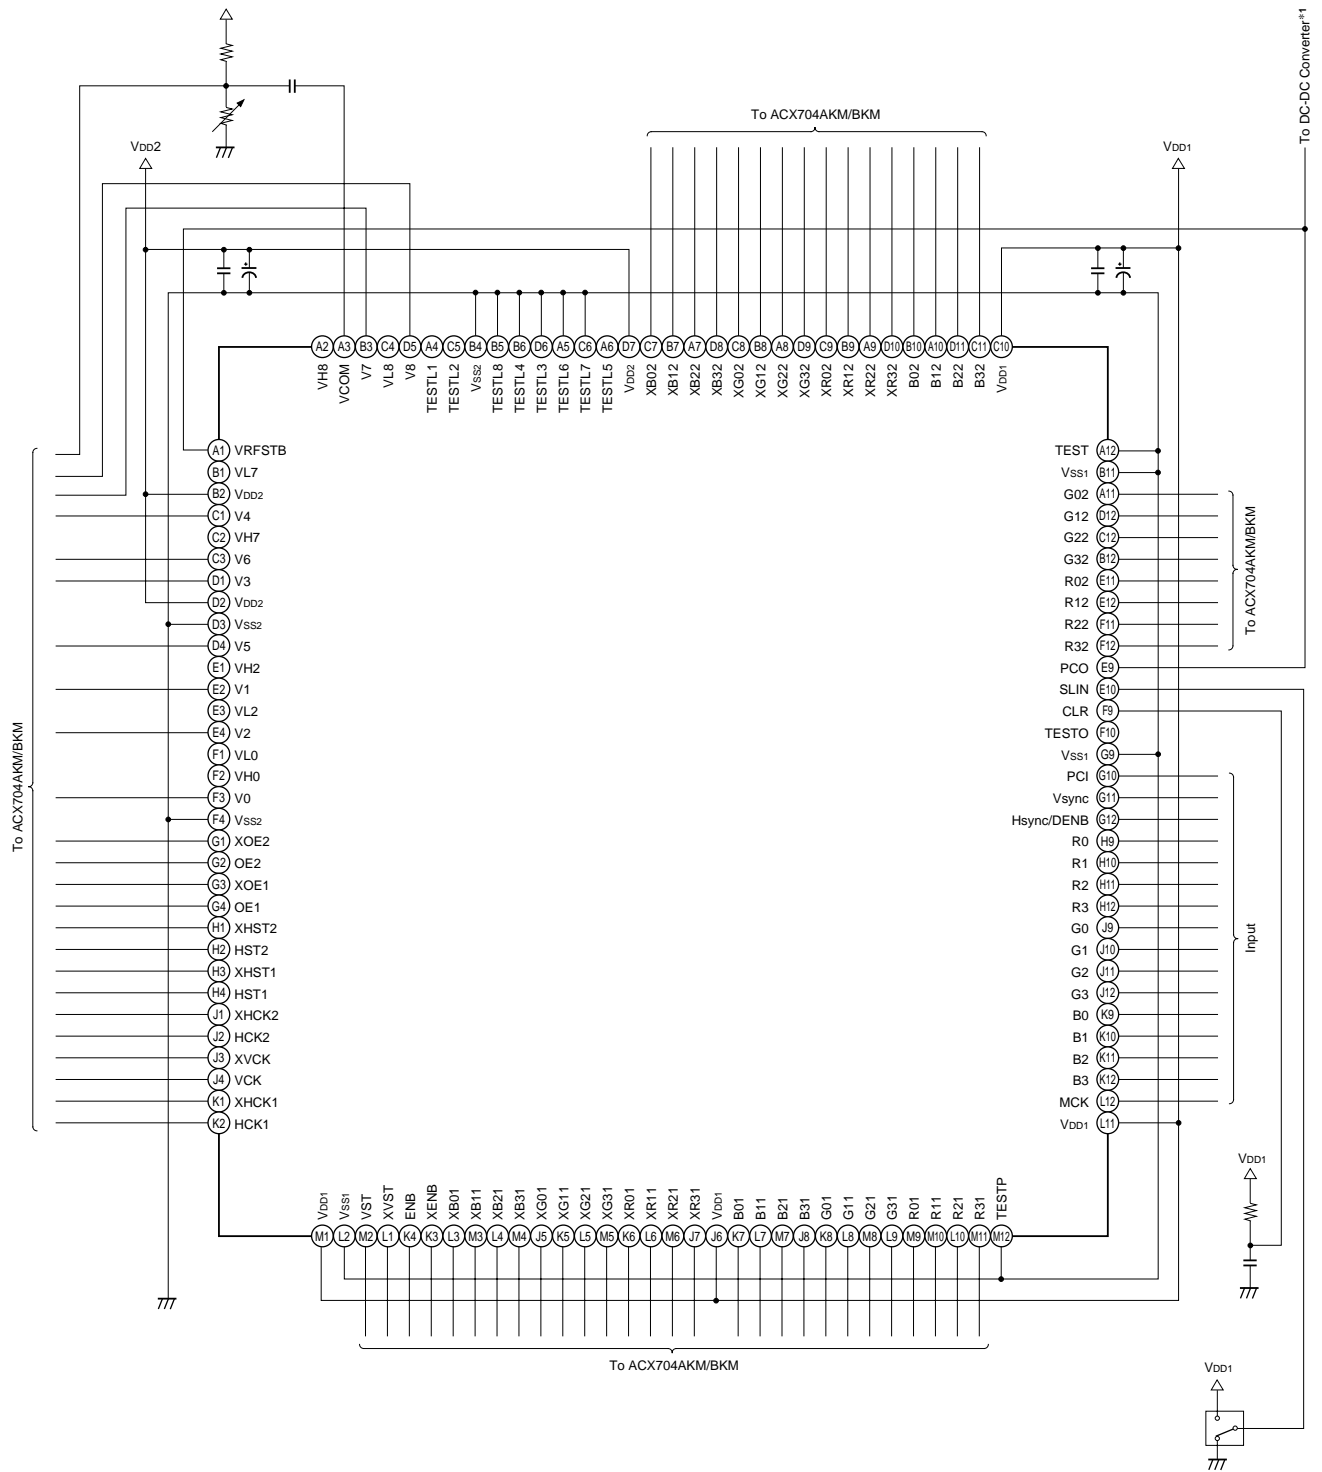 To DC-DC Converter*1
To ACX704AKM/BKM
VDD2
VDD1
A2 A3 B3 C4 D5 A4 C5 B4 B5 B6 D6 A5 C6 A6 D7 C7 B7 A7 D8 C8 B8 A8 D9 C9 B9 A9 D10 B10 A10 D11 C11 C10
VH8 VCOM V7 VL8 V8 TESTL1 TESTL2 VSS2 TESTL8 TESTL4 TESTL3 TESTL6 TESTL7 TESTL5 VDD2 XB02 XB12 XB22 XB32 XG02 XG12 XG22 XG32 XR02 XR12 XR22 XR32 B02 B12 B22 B32 VDD1
To ACX704AKM/BKM
A1 VRFSTB
B1 VL7
B2 VDD2
C1 V4
C2 VH7
C3 V6
D1 V3
D2 VDD2
D3 VSS2
D4 V5
E1 VH2
E2 V1
E3 VL2
E4 V2
F1 VL0
F2 VH0
F3 V0
F4 VSS2
G1 XOE2
G2 OE2
G3 XOE1
G4 OE1
H1 XHST2
H2 HST2
H3 XHST1
H4 HST1
J1 XHCK2
J2 HCK2
J3 XVCK
J4 VCK
K1 XHCK1
K2 HCK1
TEST A12
VSS1 B11
G02 A11
G12 D12
G22 C12
G32 B12
R02 E11
R12 E12
R22 F11
R32 F12
PCO E9
SLIN E10
CLR F9
TESTO F10
VSS1 G9
PCI G10
Vsync G11
Hsync/DENB G12
R0 H9
R1 H10
R2 H11
R3 H12
G0 J9
G1 J10
G2 J11
G3 J12
B0 K9
B1 K10
B2 K11
B3 K12
MCK L12
VDD1 L11
To ACX704AKM/BKM
Input
VDD1 VSS1 VST XVST ENB XENB XB01 XB11 XB21 XB31 XG01 XG11 XG21 XG31 XR01 XR11 XR21 XR31 VDD1 B01 B11 B21 B31 G01 G11 G21 G31 R01 R11 R21 R31 TESTP
M1 L2 M2 L1 K4 K3 L3 M3 L4 M4 J5 K5 L5 M5 K6 L6 M6 J7 J6 K7 L7 M7 J8 K8 L8 M8 L9 M9 M10 L10 M11 M12
To ACX704AKM/BKM
VDD1
VDD1